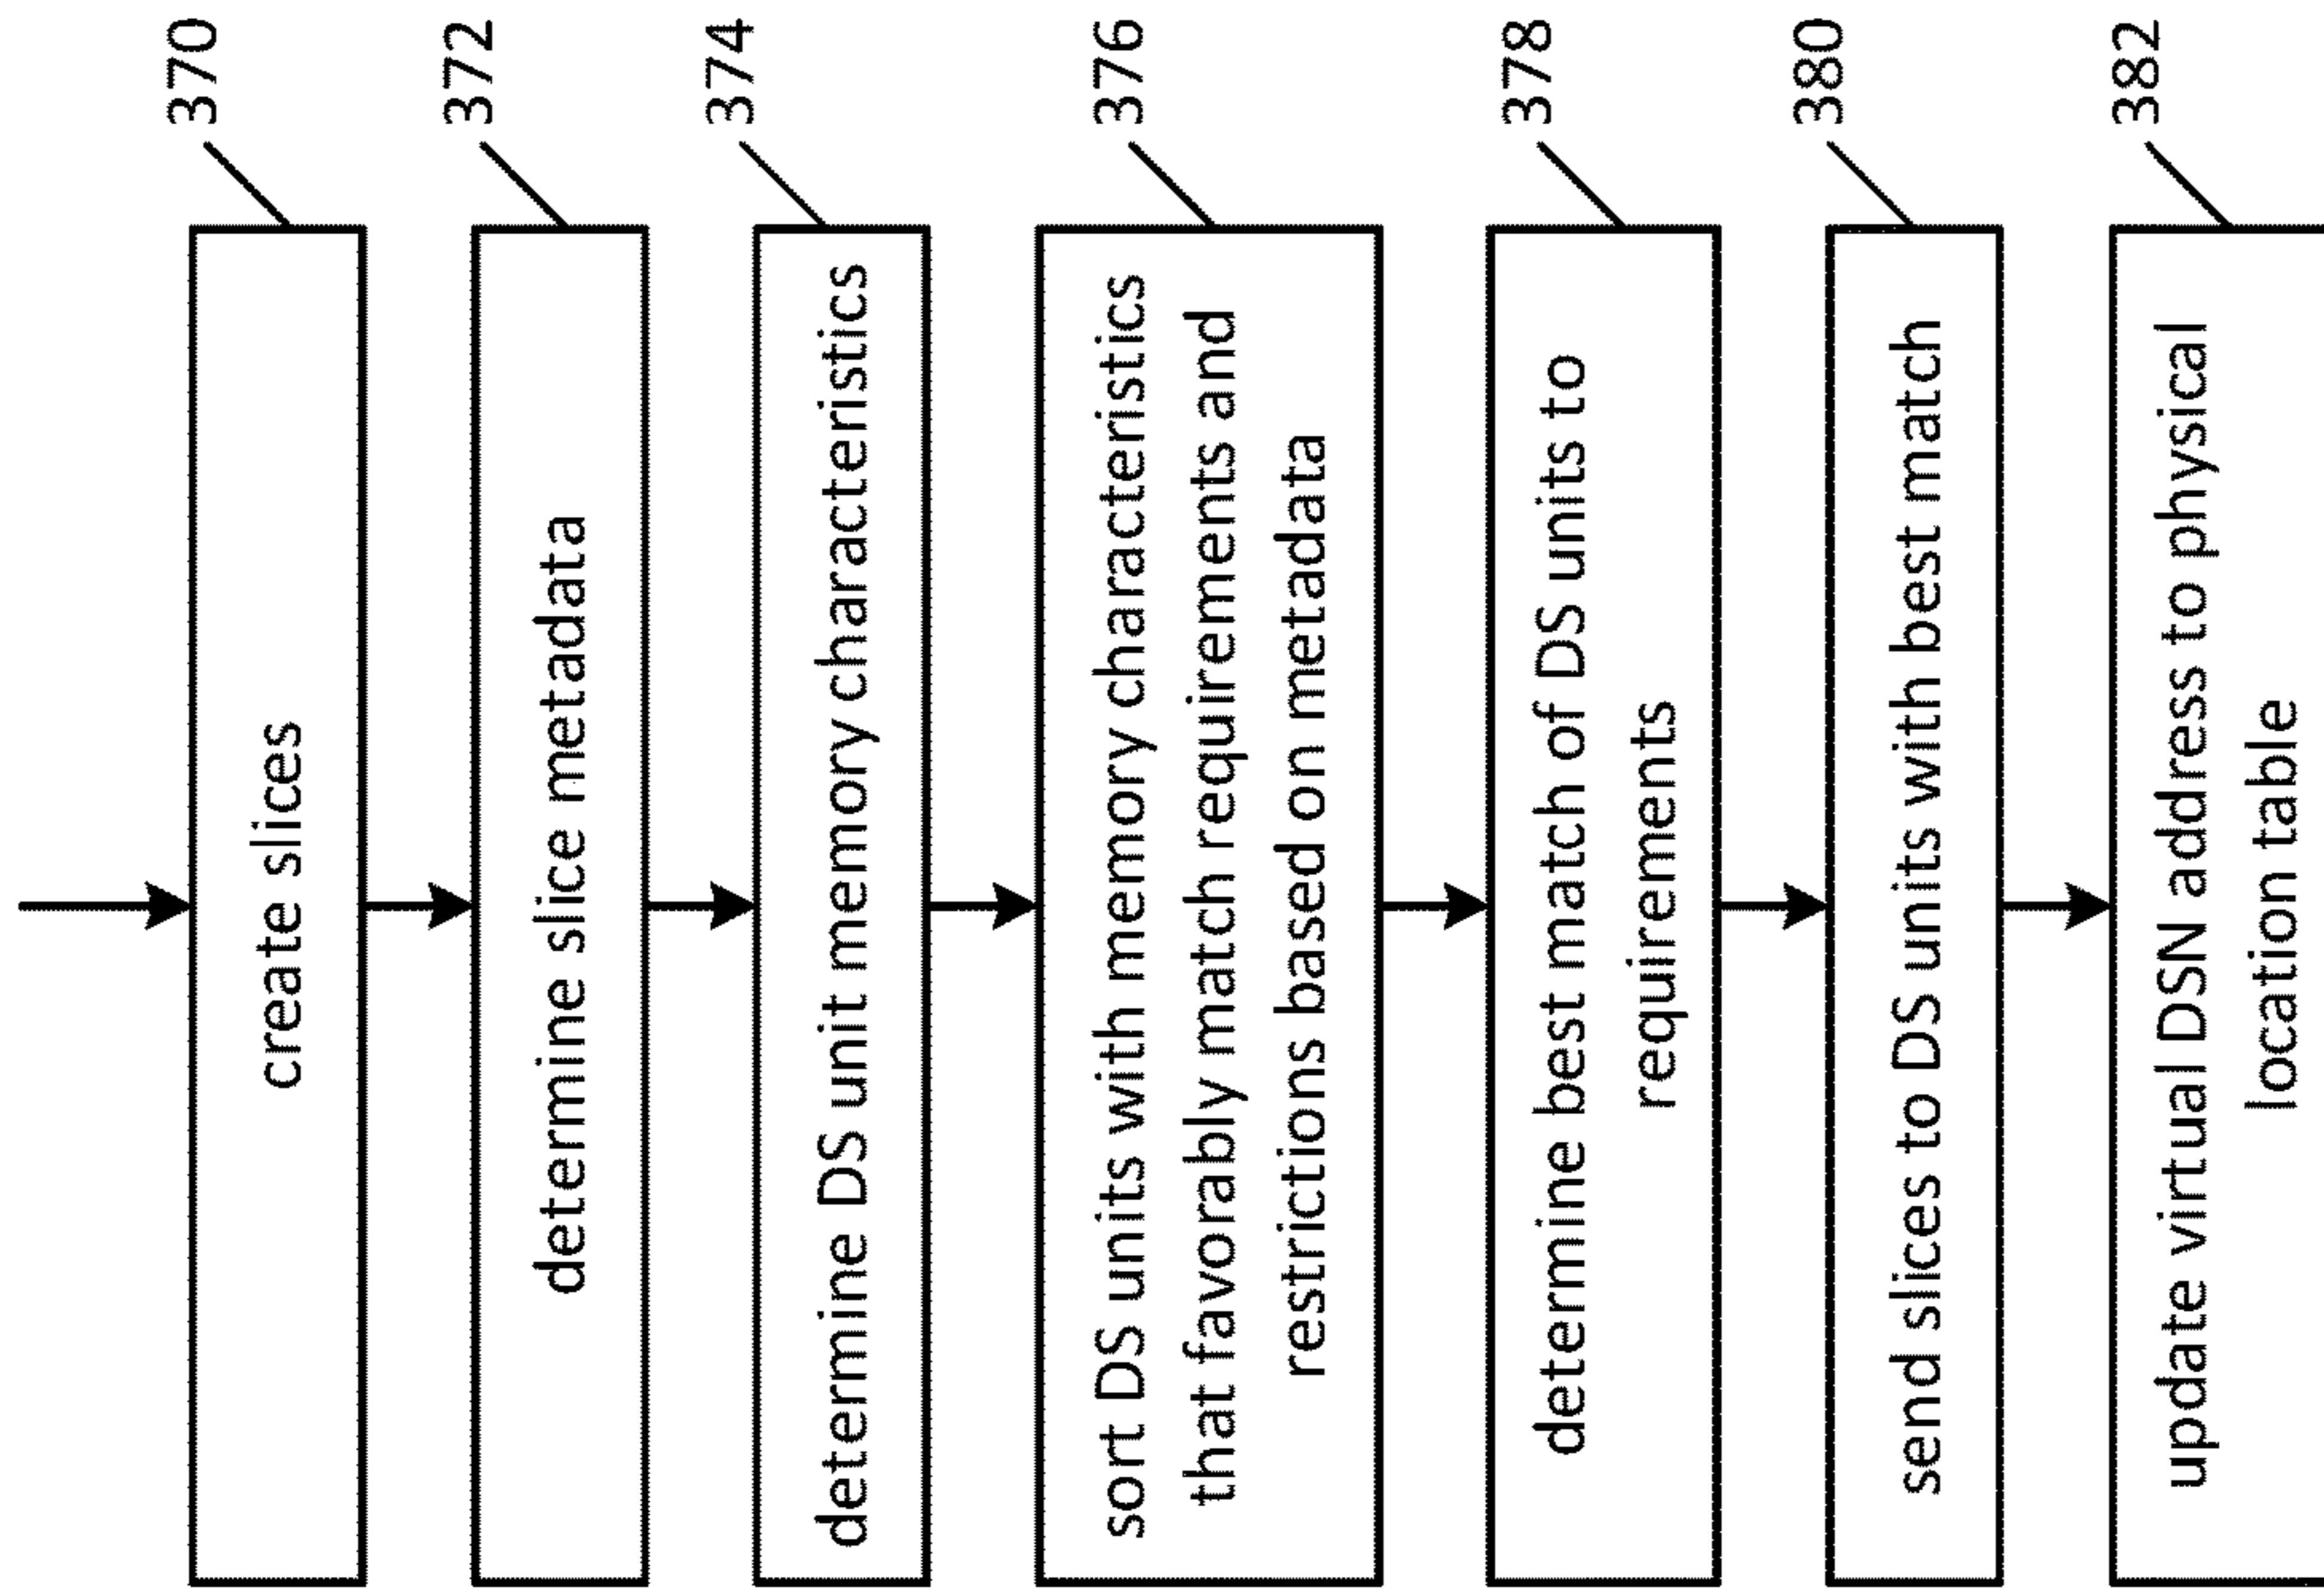 370
create slices
372
determine slice metadata
374
determine DS unit memory characteristics
376
sort DS units with memory characteristics
that favorably match requirements and
restrictions based on metadata
378
determine best match of DS units to
requirements
380
send slices to DS units with best match
382
update virtual DSN address to physical
location table